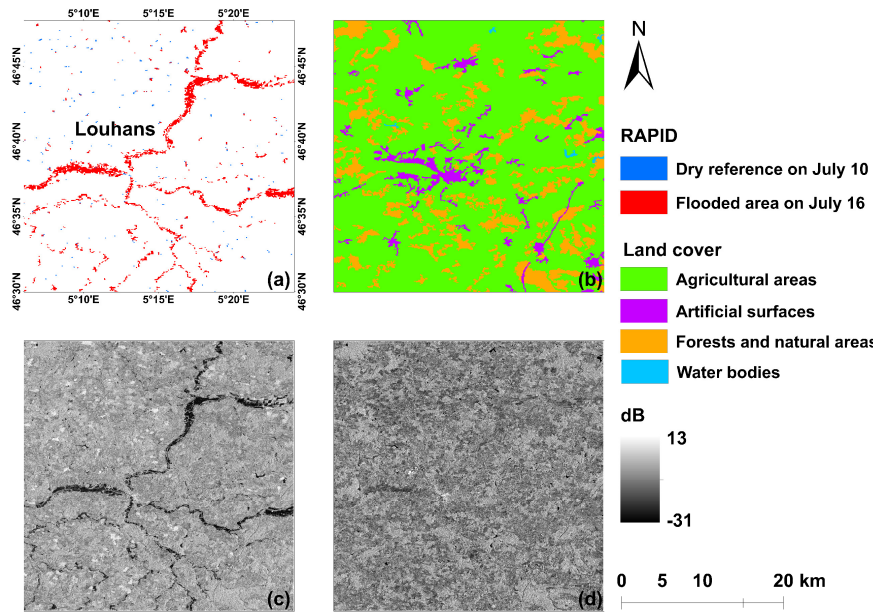 5°10'E 5°15'E 5°20'E
46°45'N
46°40'N
46°35'N
46°30'N
Louhans
(a)
46°45'N
46°40'N
46°35'N
46°30'N
5°10'E 5°15'E 5°20'E
(b)
N
RAPID
Dry reference on July 10
Flooded area on July 16
Land cover
Agricultural areas
Artificial surfaces
Forests and natural areas
Water bodies
(c)
(d)
dB
13
-31
0 5 10 20 km